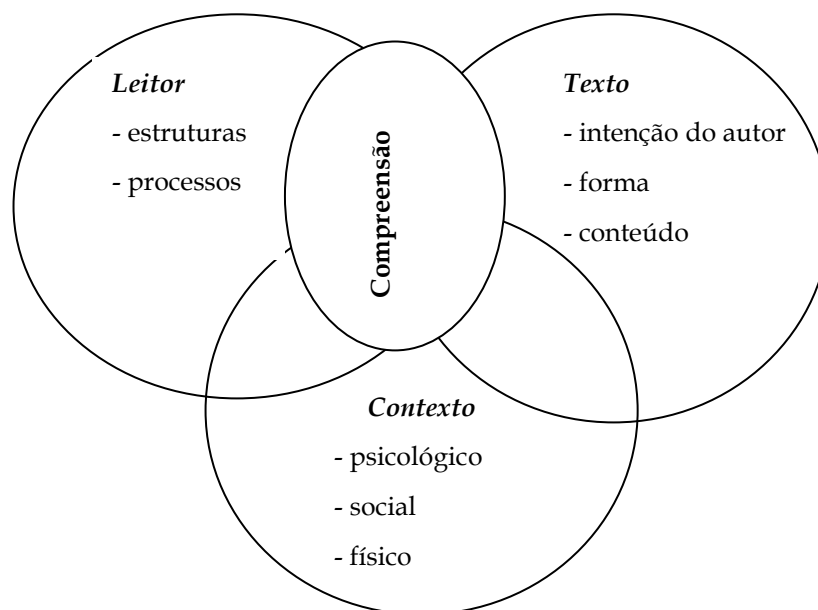 Leitor
- estruturas
- processos
Compreensão
Texto
- intenção do autor
- forma
- conteúdo
Contexto
- psicológico
- social
- físico